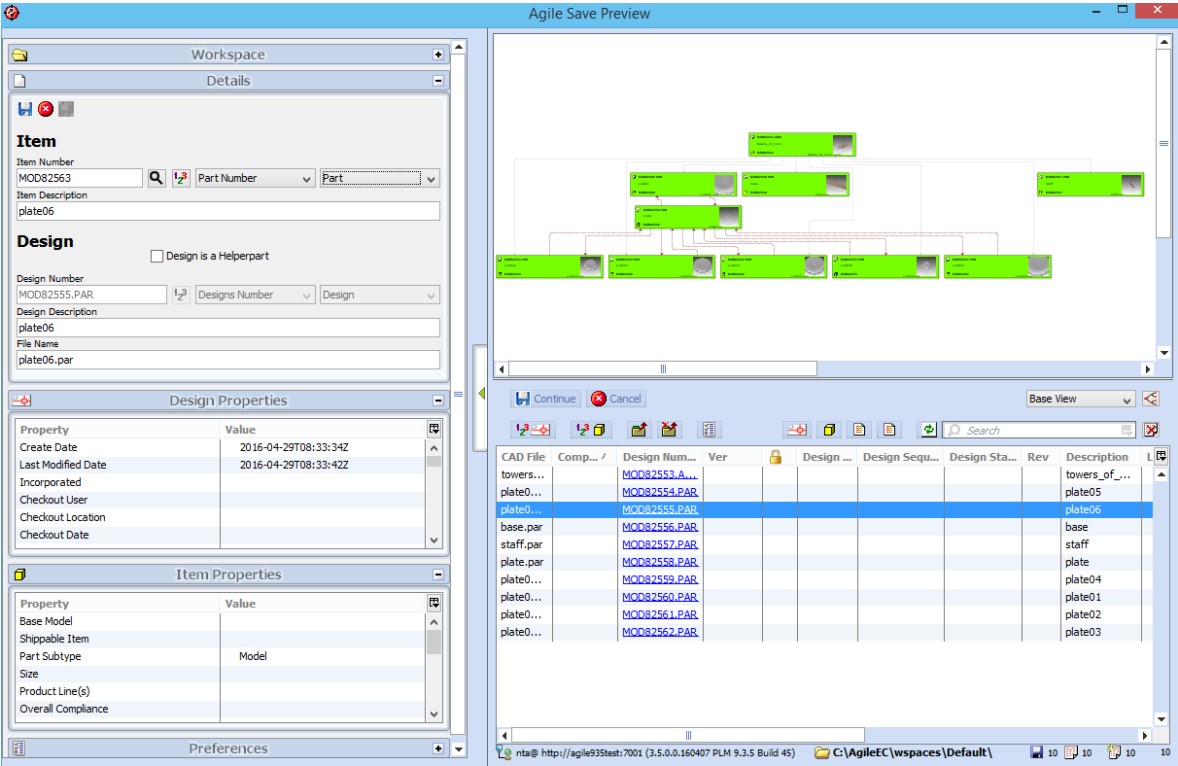 Agile Save Preview
Workspace
Details
Item
Item Number
MOD82563 Part Number Part
Item Description
plate06
Design
Design is a Helperpart
Design Number
MOD82555.PAR Designs Number Design
Design Description
plate06
File Name
plate06.par
Design Properties
Property Value
Create Date 2016-04-29T08:33:34Z
Last Modified Date 2016-04-29T08:33:42Z
Incorporated
Checkout User
Checkout Location
Checkout Date
Item Properties
Property Value
Base Model
Shippable Item
Part Subtype Model
Size
Product Line(s)
Overall Compliance
Preferences
Continue Cancel Base View
Search
CAD File Comp... Design Num... Ver Design ... Design Sequ... Design Sta... Rev Description L
towers... MOD82553.A... towers_of_...
plate0... MOD82554.PAR plate05
plate0... MOD82555.PAR plate06
base.par MOD82556.PAR base
staff.par MOD82557.PAR staff
plate.par MOD82558.PAR plate
plate0... MOD82559.PAR plate04
plate0... MOD82560.PAR plate01
plate0... MOD82561.PAR plate02
plate0... MOD82562.PAR plate03
nta@ http://agile935test:7001 (3.5.0.0.160407 PLM 9.3.5 Build 45) C:\AgileEC\wspaces\Default\ 10 10 10 10